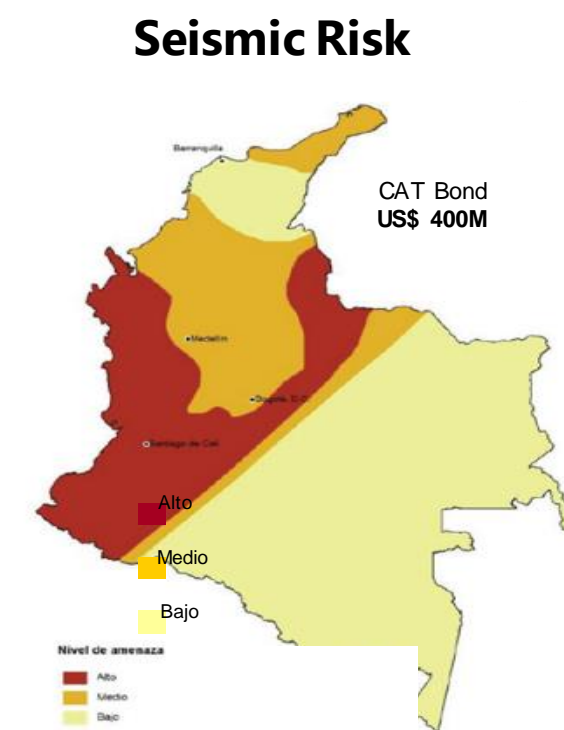 Seismic Risk
Barranquilla
CAT Bond
US$ 400M
Medellín
Bogotá, D.C.
Santiago de Cali
Alto
Medio
Bajo
Nivel de amenaza
Alto
Medio
Bajo